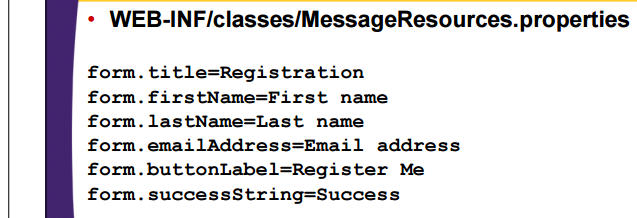 • WEB-INF/classes/MessageResources.properties
form.title=Registration
form.firstName=First name
form.lastName=Last name
form.emailAddress=Email address
form.buttonLabel=Register Me
form.successString=Success